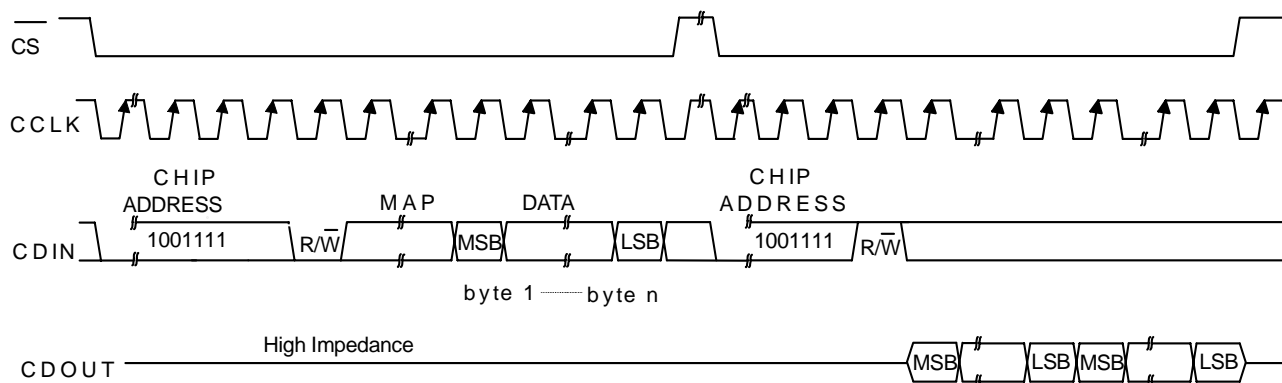 CS
CCLK
CHIP
ADDRESS
MAP
DATA
CHIP
ADDRESS
CDIN
1001111
R/W
MSB
LSB
1001111
R/W
byte 1
byte n
High Impedance
CDOUT
MSB
LSB
MSB
LSB